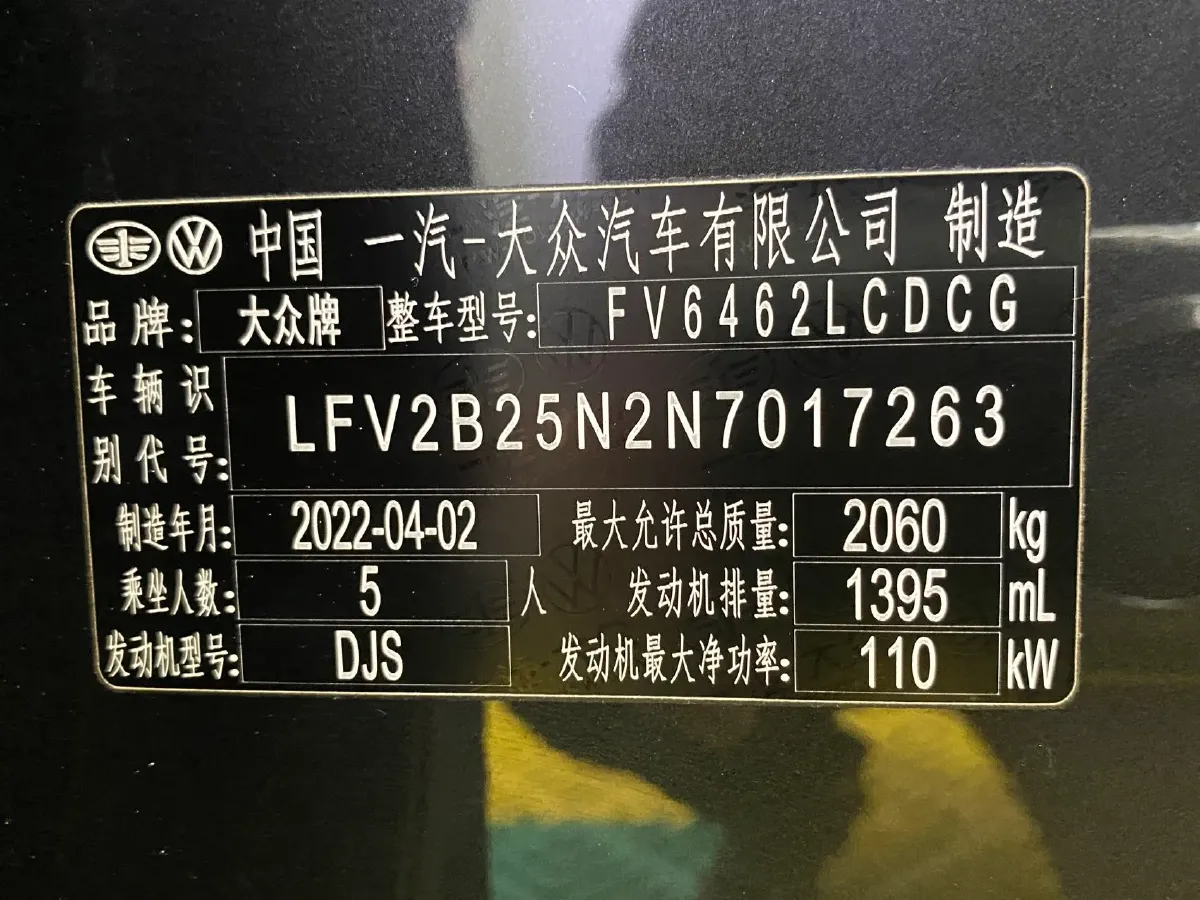 中国 一汽-大众汽车有限公司 制造
品牌: 大众牌 整车型号: FV6462LCDCG
车辆识别代号: LFV2B25N2N7017263
制造年月: 2022-04-02 最大允许总质量: 2060 kg
乘坐人数: 5 人 发动机排量: 1395 mL
发动机型号: DJS 发动机最大净功率: 110 kW